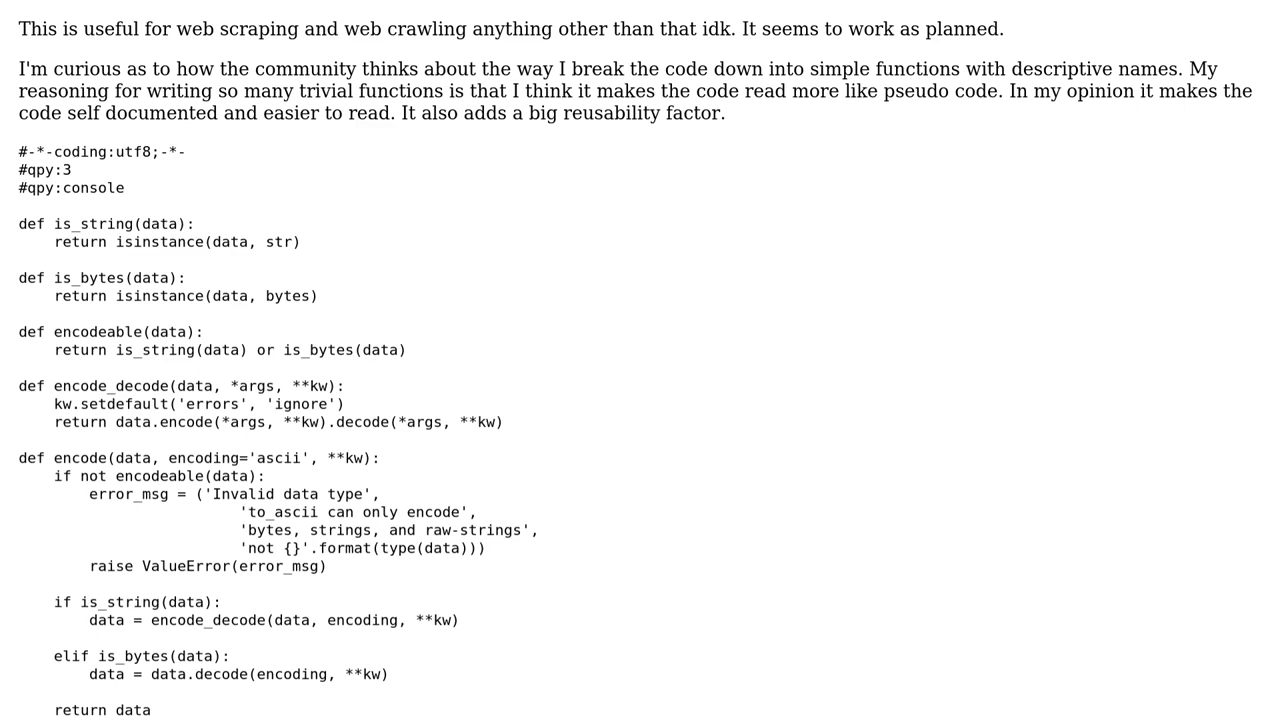 This is useful for web scraping and web crawling anything other than that idk. It seems to work as planned.
I'm curious as to how the community thinks about the way I break the code down into simple functions with descriptive names. My
reasoning for writing so many trivial functions is that I think it makes the code read more like pseudo code. In my opinion it makes the
code self documented and easier to read. It also adds a big reusability factor.
#-*-coding:utf8;-*-
#qpy:3
#qpy:console
def is_string(data):
    return isinstance(data, str)
def is_bytes(data):
    return isinstance(data, bytes)
def encodeable(data):
    return is_string(data) or is_bytes(data)
def encode_decode(data, *args, **kw):
    kw.setdefault('errors', 'ignore')
    return data.encode(*args, **kw).decode(*args, **kw)
def encode(data, encoding='ascii', **kw):
    if not encodeable(data):
        error_msg = ('Invalid data type',
                         'to_ascii can only encode',
                         'bytes, strings, and raw-strings',
                         'not {}'.format(type(data)))
        raise ValueError(error_msg)
    if is_string(data):
        data = encode_decode(data, encoding, **kw)
    elif is_bytes(data):
        data = data.decode(encoding, **kw)
    return data